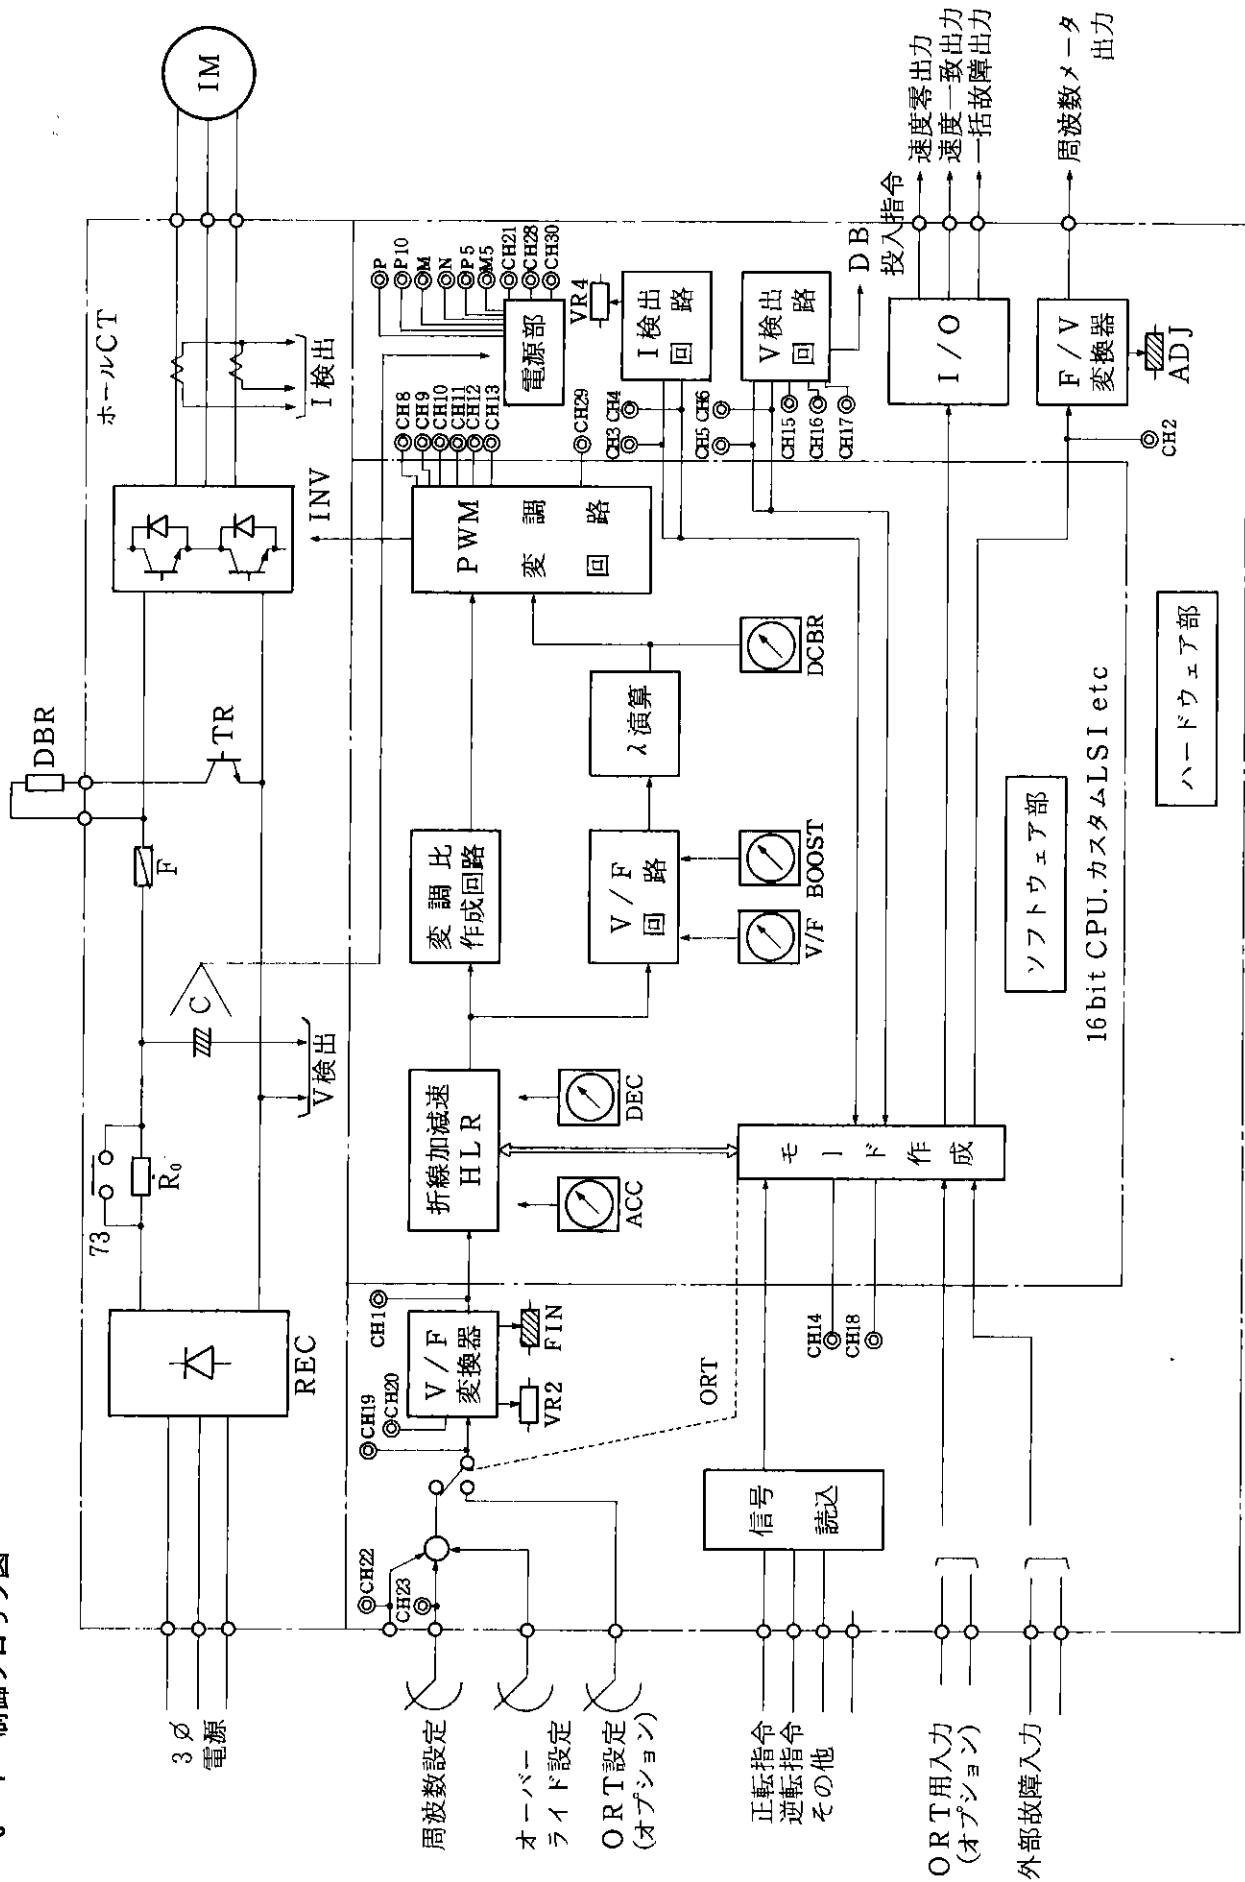 制御ブロック図
3φ
電源
REC
73
R₀
C
V検出
F
DBR
TR
INV
ホールCT
I検出
IM
周波数設定
オーバー
ライド設定
ORT設定
(オプション)
CH22
CH23
CH19
CH20
V/F
変換器
CH1
VR2
FIN
ORT
折線加減速
HLR
ACC
DEC
変調比
作成回路
V/F
回路
V/F
BOOST
λ演算
DCBR
PWM
変調
回路
CH8
CH9
CH10
CH11
CH12
CH13
CH29
電源部
P
P10
M
N
P5
M5
CH21
CH28
CH30
VR4
I検出
回路
CH3
CH4
V検出
回路
CH5
CH6
CH15
CH16
CH17
DB
投入指令
正転指令
逆転指令
その他
信号
読込
CH14
CH18
モード作成
I/O
速度零出力
速度一致出力
一括故障出力
F/V
変換器
ADJ
CH2
周波数メータ
出力
ORT用入力
(オプション)
外部故障入力
ソフトウェア部
16bit CPU.カスタムLSI etc
ハードウェア部